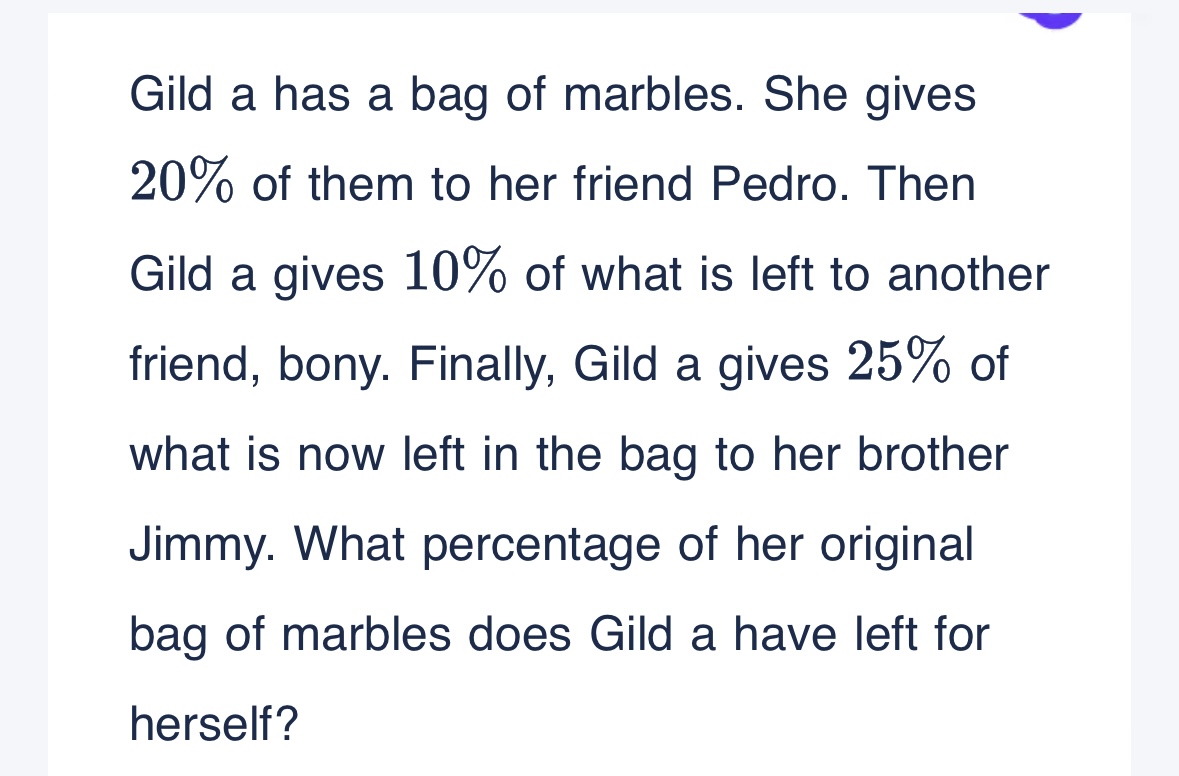 Gild a has a bag of marbles. She gives
20% of them to her friend Pedro. Then
Gild a gives 10% of what is left to another
friend, bony. Finally, Gild a gives 25% of
what is now left in the bag to her brother
Jimmy. What percentage of her original
bag of marbles does Gild a have left for
herself?